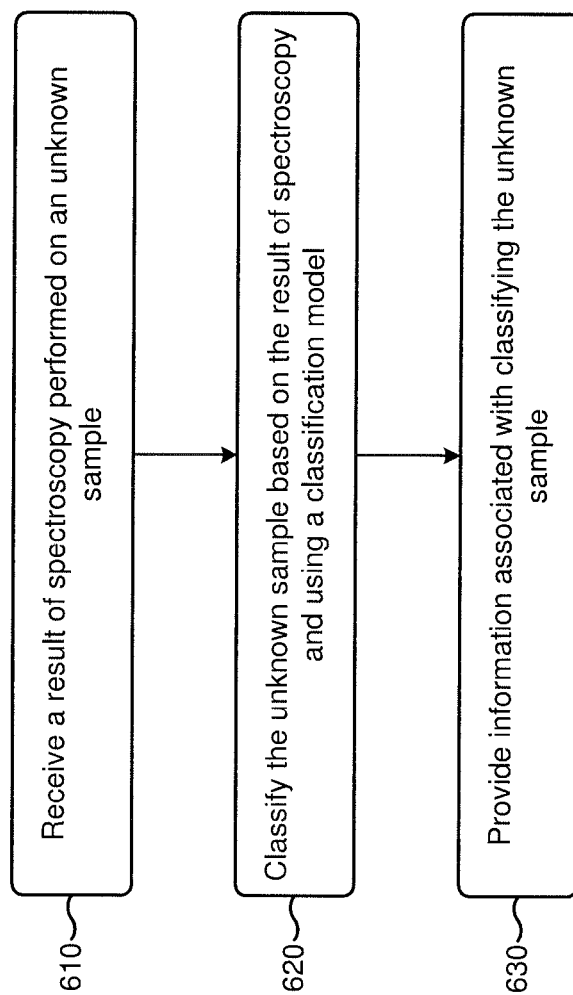 610
Receive a result of spectroscopy performed on an unknown
sample
620
Classify the unknown sample based on the result of spectroscopy
and using a classification model
630
Provide information associated with classifying the unknown
sample